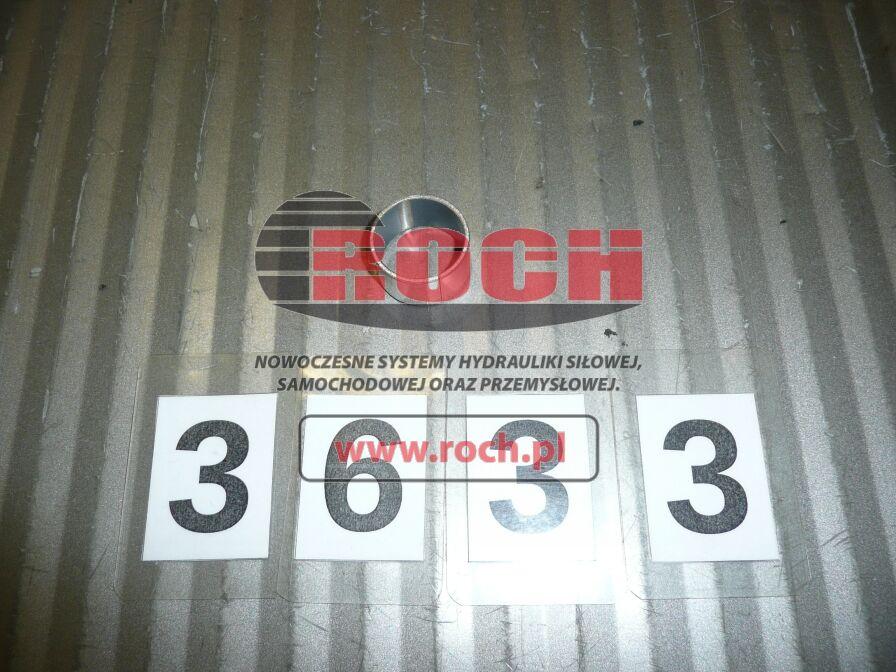 ROCH
NOWOCZESNE SYSTEMY HYDRAULIKI SIŁOWEJ,
SAMOCHODOWEJ ORAZ PRZEMYSŁOWEJ.
www.roch.pl
3 6 3 3